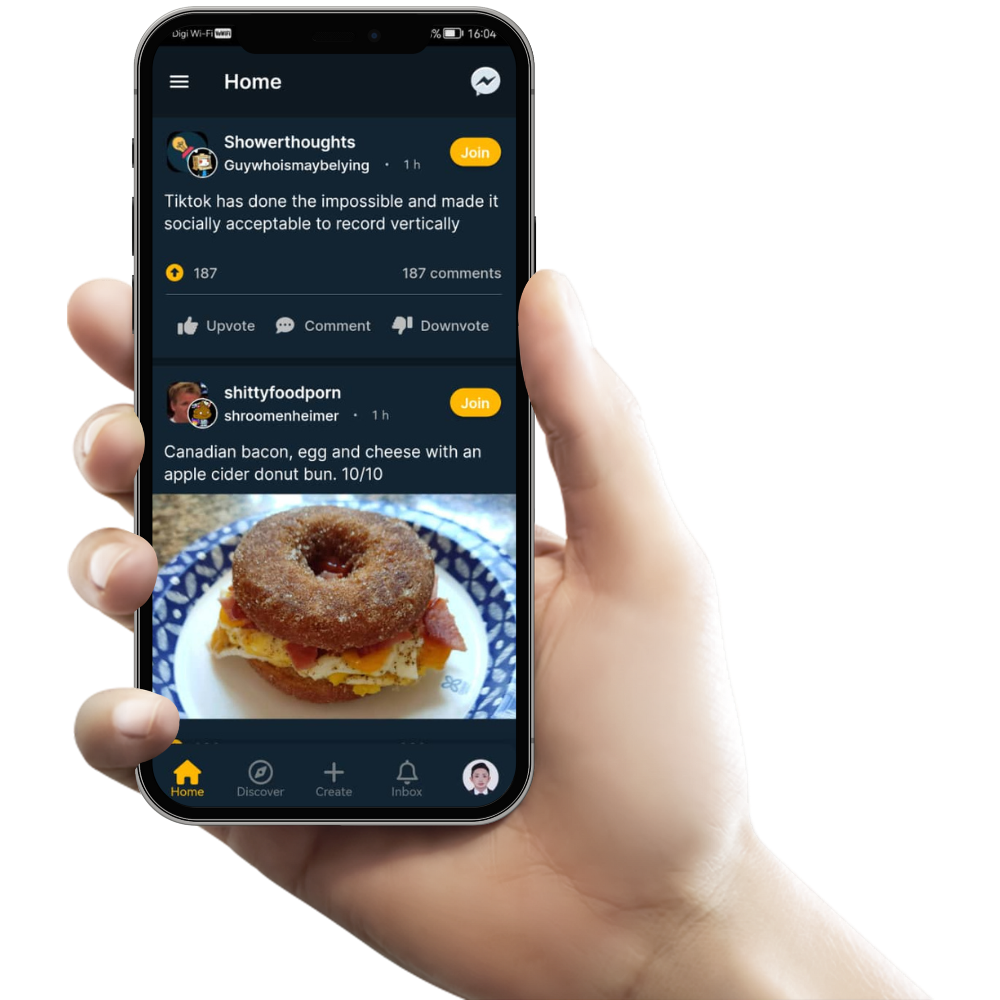 Digi Wi-Fi
16:04
Home
Showerthoughts
Guywhoismaybelying • 1 h
Join
Tiktok has done the impossible and made it
socially acceptable to record vertically
187
187 comments
Upvote Comment Downvote
shittyfoodporn
shroomenheimer • 1 h
Join
Canadian bacon, egg and cheese with an
apple cider donut bun. 10/10
Home Discover Create Inbox